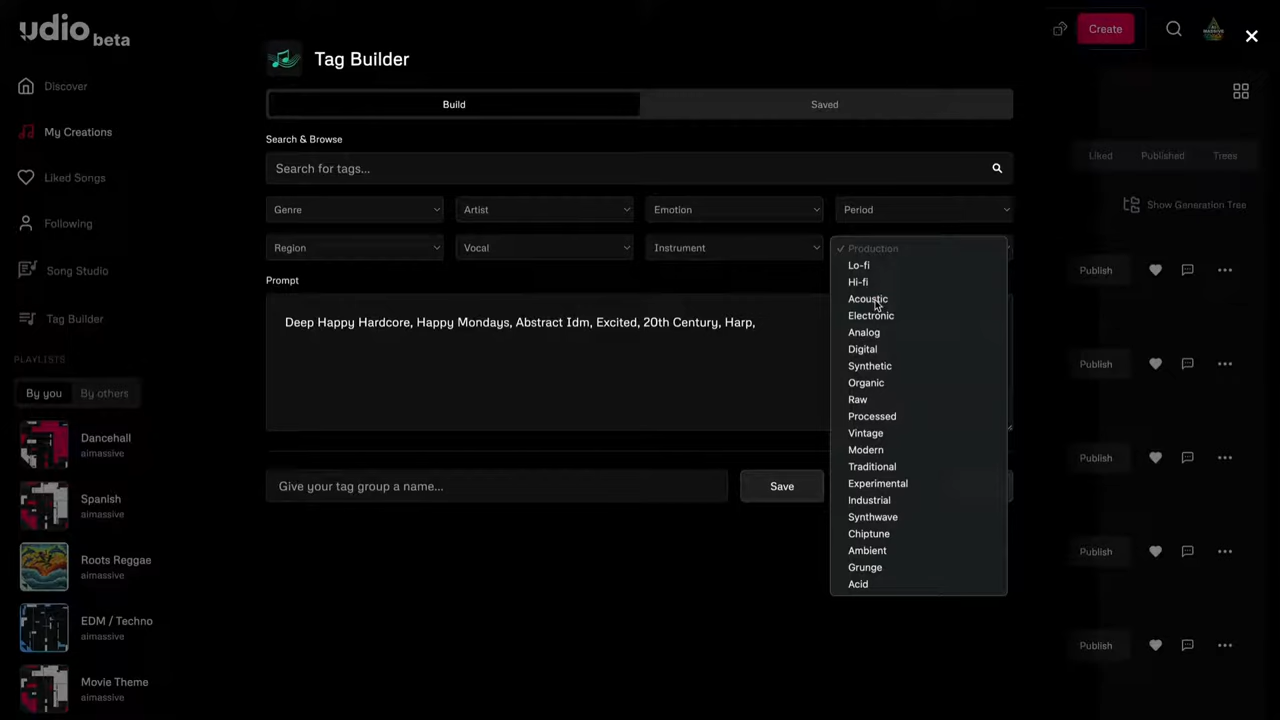 udio beta
Create
Discover
My Creations
Liked Songs
Following
Song Studio
Tag Builder
PLAYLISTS
By you
By others
Dancehall
aimassive
Spanish
aimassive
Roots Reggae
aimassive
EDM / Techno
aimassive
Movie Theme
aimassive
Tag Builder
Build
Saved
Search & Browse
Search for tags...
Genre
Artist
Emotion
Period
Region
Vocal
Instrument
Production
Lo-fi
Hi-fi
Acoustic
Electronic
Analog
Digital
Synthetic
Organic
Raw
Processed
Vintage
Modern
Traditional
Experimental
Industrial
Synthwave
Chiptune
Ambient
Grunge
Acid
Prompt
Deep Happy Hardcore, Happy Mondays, Abstract Idm, Excited, 20th Century, Harp,
Give your tag group a name...
Save
Liked
Published
Trees
Show Generation Tree
Publish
Publish
Publish
Publish
Publish